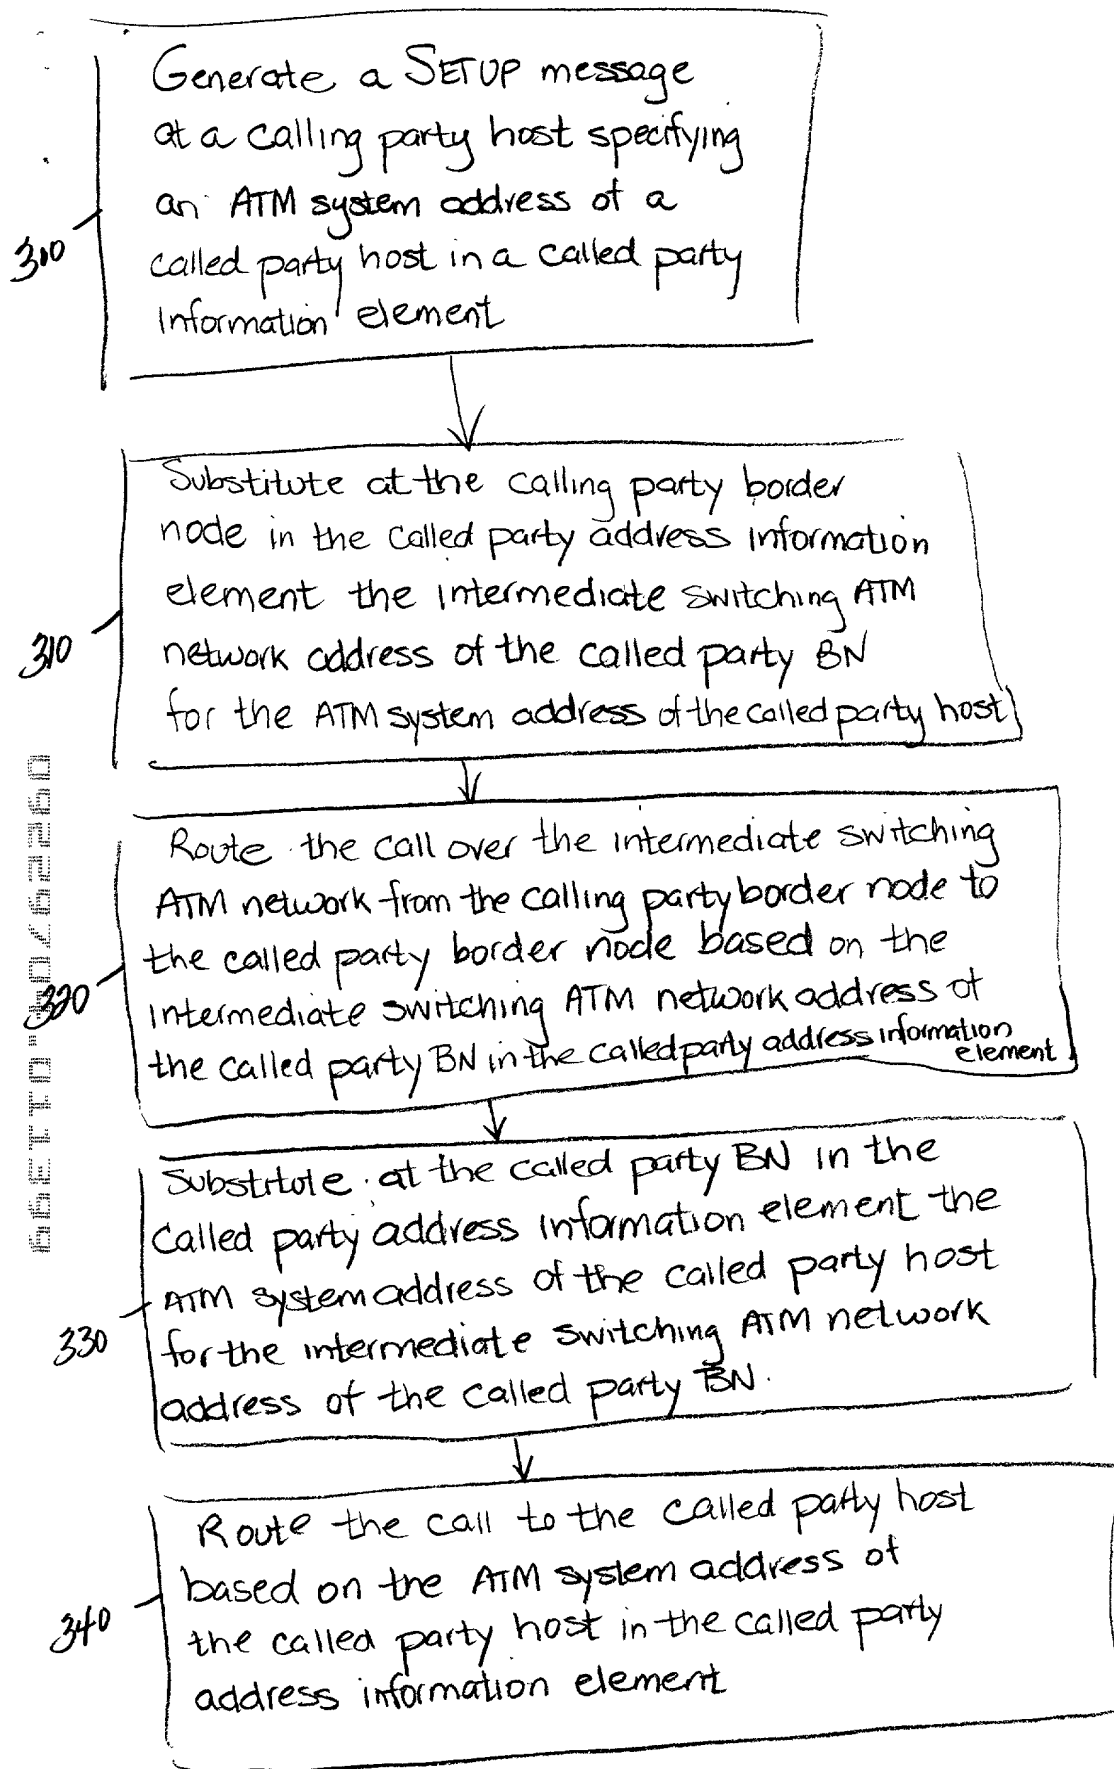 Generate a SETUP message
at a calling party host specifying
an ATM system address of a
called party host in a called party
information element
Substitute at the calling party border
node in the called party address information
element the intermediate switching ATM
network address of the called party BN
for the ATM system address of the called party host
310
Route the call over the intermediate switching
ATM network from the calling party border node to
the called party border node based on the
intermediate switching ATM network address of
the called party BN in the called party address information
element
320
Substitute at the called party BN in the
called party address information element the
ATM system address of the called party host
for the intermediate switching ATM network
address of the called party BN.
330
Route the call to the called party host
based on the ATM system address of
the called party host in the called party
address information element
340